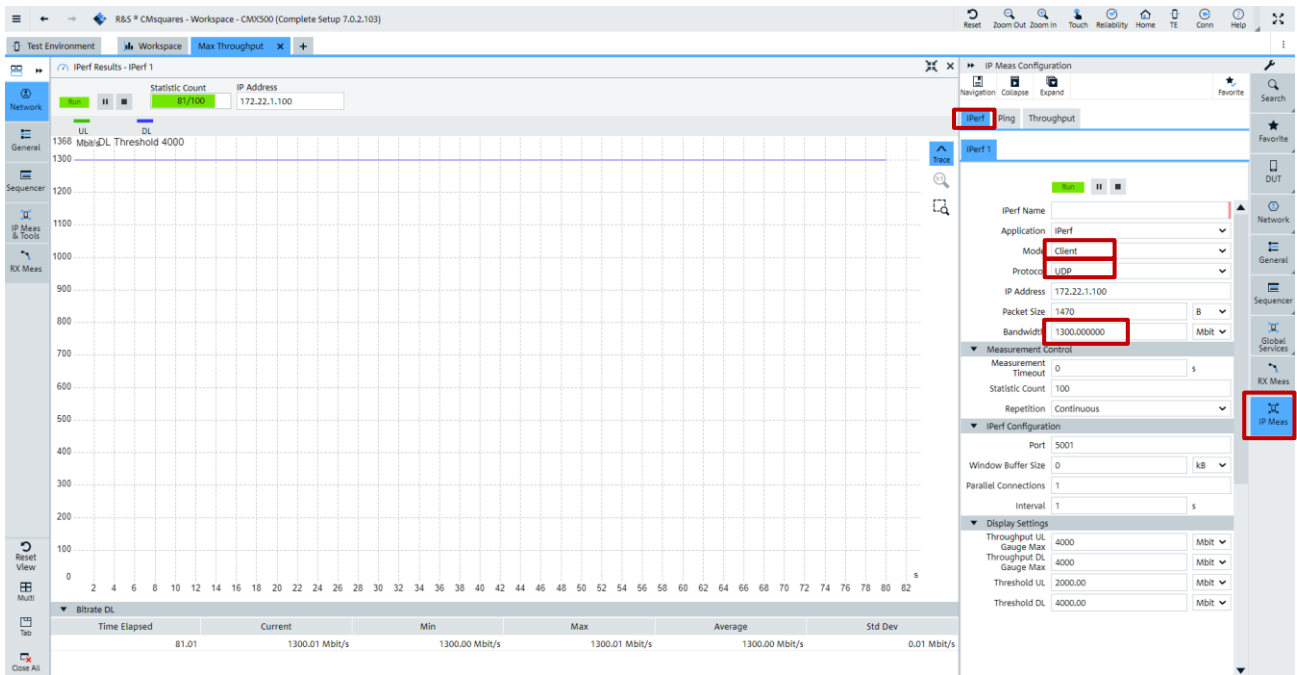 R&S ® CMsquares - Workspace - CMX500 (Complete Setup 7.0.2.103)
Reset Zoom Out Zoom In Touch Reliability Home TE Conn Help
Test Environment Workspace Max Throughput × +
IPerf Results - IPerf 1
Run
Statistic Count
81/100
IP Address
172.22.1.100
UL DL
1368 Mbit/s DL Threshold 4000
1300
1200
1100
1000
900
800
700
600
500
400
300
200
100
0
2 4 6 8 10 12 14 16 18 20 22 24 26 28 30 32 34 36 38 40 42 44 46 48 50 52 54 56 58 60 62 64 66 68 70 72 74 76 78 80 82
s
Trace
1:1
Bitrate DL
Time Elapsed Current Min Max Average Std Dev
81.01 1300.01 Mbit/s 1300.00 Mbit/s 1300.01 Mbit/s 1300.00 Mbit/s 0.01 Mbit/s
Network
General
Sequencer
IP Meas
& Tools
RX Meas
Reset
View
Multi
Tab
Close All
IP Meas Configuration
Navigation Collapse Expand Favorite
IPerf Ping Throughput
IPerf 1
Run
IPerf Name
Application IPerf
Mode Client
Protocol UDP
IP Address 172.22.1.100
Packet Size 1470 B
Bandwidth 1300.000000 Mbit
Measurement Control
Measurement
Timeout 0 s
Statistic Count 100
Repetition Continuous
IPerf Configuration
Port 5001
Window Buffer Size 0 kB
Parallel Connections 1
Interval 1 s
Display Settings
Throughput UL
Gauge Max 4000 Mbit
Throughput DL
Gauge Max 4000 Mbit
Threshold UL 2000.00 Mbit
Threshold DL 4000.00 Mbit
Search
Favorite
DUT
Network
General
Sequencer
Global
Services
RX Meas
IP Meas